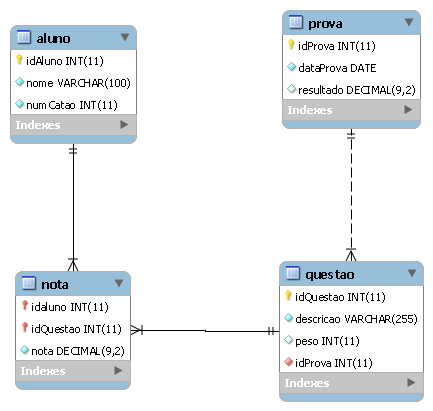 aluno
idAluno INT(11)
nome VARCHAR(100)
numCatao INT(11)
Indexes
prova
idProva INT(11)
dataProva DATE
resultado DECIMAL(9,2)
Indexes
nota
idaluno INT(11)
idQuestao INT(11)
nota DECIMAL(9,2)
Indexes
questao
idQuestao INT(11)
descricao VARCHAR(255)
peso INT(11)
idProva INT(11)
Indexes